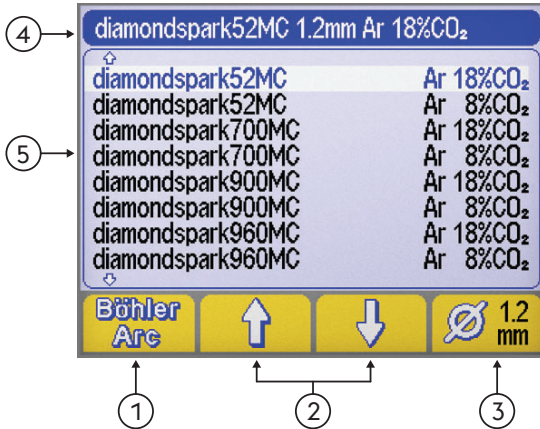 4
diamondspark52MC 1.2mm Ar 18%CO₂
5
diamondspark52MC Ar 18%CO₂
diamondspark52MC Ar 8%CO₂
diamondspark700MC Ar 18%CO₂
diamondspark700MC Ar 8%CO₂
diamondspark900MC Ar 18%CO₂
diamondspark900MC Ar 8%CO₂
diamondspark960MC Ar 18%CO₂
diamondspark960MC Ar 8%CO₂
Böhler
Arc
Ø 1.2
mm
1
2
3